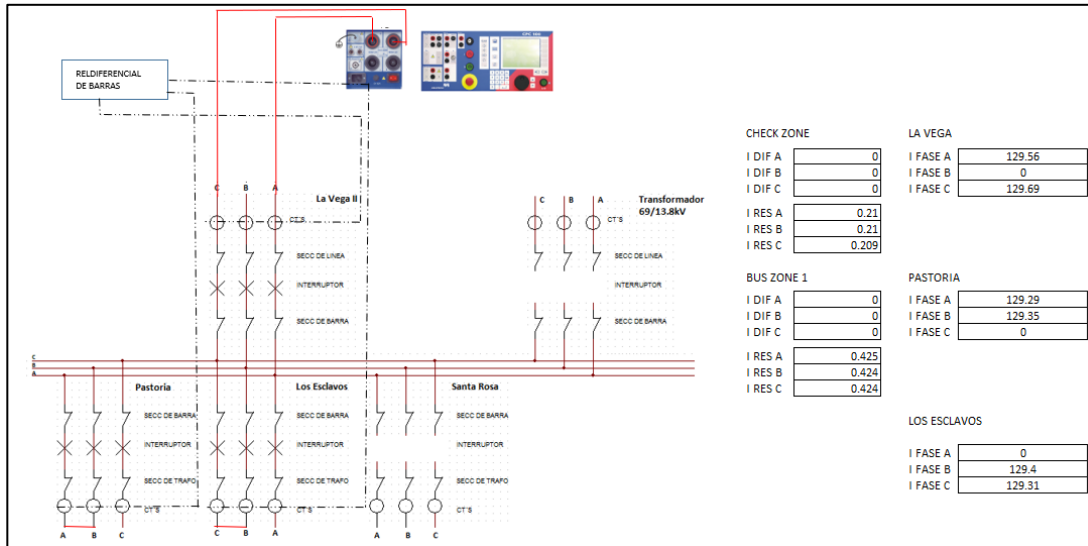 RELDIFERENCIAL
DE BARRAS
C B A
La Vega II
CT'S
SECC DE LINEA
INTERRUPTOR
SECC DE BARRA
C B A
Transformador
69/13.8kV
CT'S
SECC DE LINEA
INTERRUPTOR
SECC DE BARRA
C
B
A
Pastoria
SECC DE BARRA
INTERRUPTOR
SECC DE TRAFO
CT'S
A B C
Los Esclavos
SECC DE BARRA
INTERRUPTOR
SECC DE TRAFO
CT'S
C B A
Santa Rosa
SECC DE BARRA
INTERRUPTOR
SECC DE TRAFO
CT'S
A B C
CHECK ZONE
I DIF A 0
I DIF B 0
I DIF C 0
I RES A 0.21
I RES B 0.21
I RES C 0.209
BUS ZONE 1
I DIF A 0
I DIF B 0
I DIF C 0
I RES A 0.425
I RES B 0.424
I RES C 0.424
LA VEGA
I FASE A 129.56
I FASE B 0
I FASE C 129.69
PASTORIA
I FASE A 129.29
I FASE B 129.35
I FASE C 0
LOS ESCLAVOS
I FASE A 0
I FASE B 129.4
I FASE C 129.31